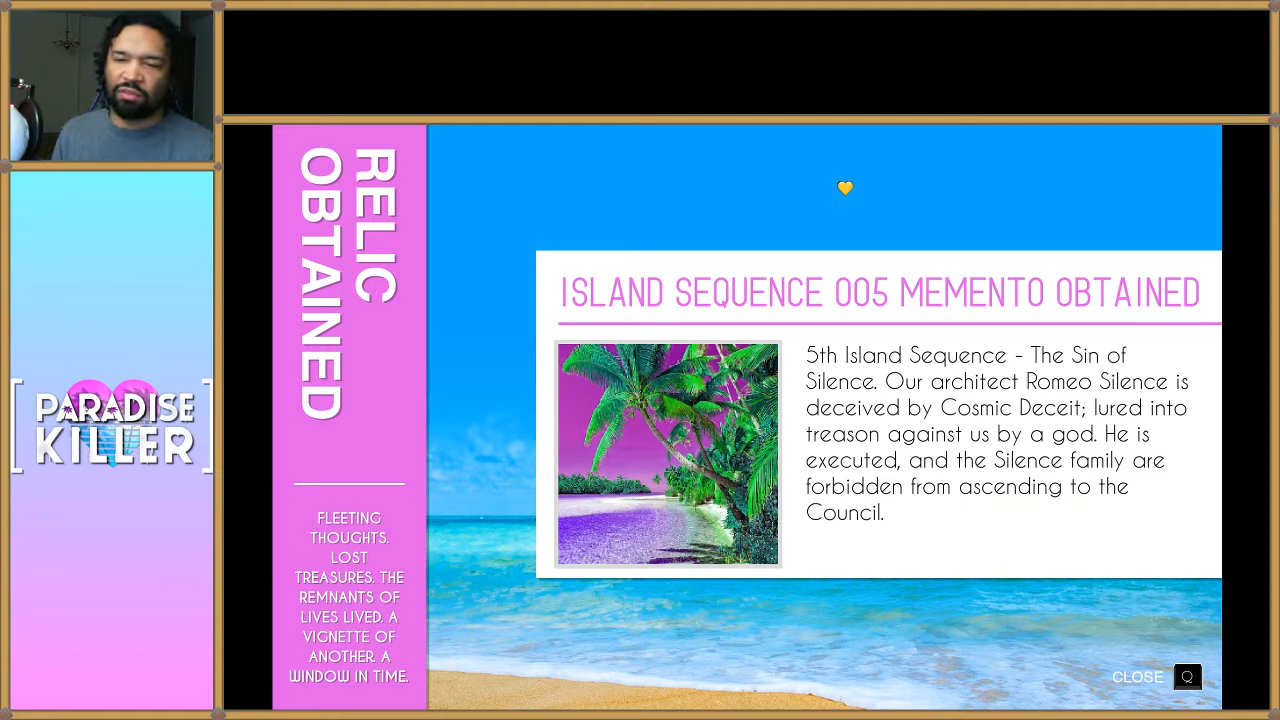 RELIC
OBTAINED
FLEETING
THOUGHTS.
LOST
TREASURES. THE
REMNANTS OF
LIVES LIVED. A
VIGNETTE OF
ANOTHER. A
WINDOW IN TIME.
ISLAND SEQUENCE 005 MEMENTO OBTAINED
5th Island Sequence - The Sin of
Silence. Our architect Romeo Silence is
deceived by Cosmic Deceit; lured into
treason against us by a god. He is
executed, and the Silence family are
forbidden from ascending to the
Council.
CLOSE Q
[PARADISE
KILLER]